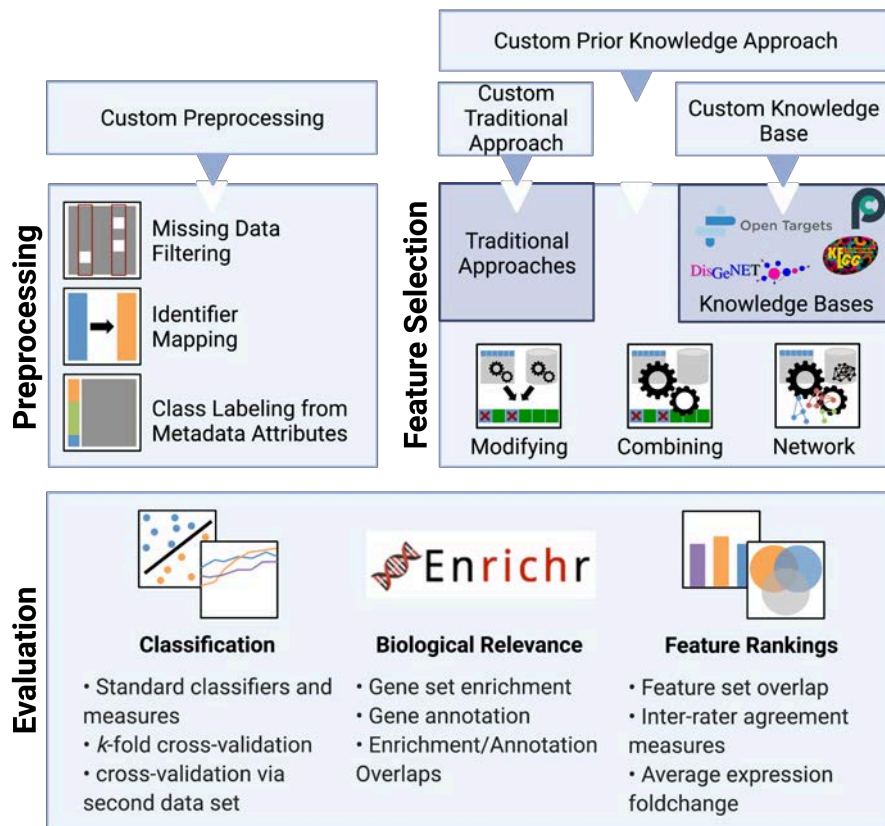 Custom Prior Knowledge Approach
Custom Preprocessing
Custom
Traditional
Approach
Custom Knowledge
Base
Preprocessing
Missing Data
Filtering
Identifier
Mapping
Class Labeling from
Metadata Attributes
Feature Selection
Traditional
Approaches
Open Targets
KEGG
DisGeNET
Knowledge Bases
Modifying
Combining
Network
Evaluation
Enrichr
Classification
• Standard classifiers and
measures
• k-fold cross-validation
• cross-validation via
second data set
Biological Relevance
• Gene set enrichment
• Gene annotation
• Enrichment/Annotation
Overlaps
Feature Rankings
• Feature set overlap
• Inter-rater agreement
measures
• Average expression
foldchange